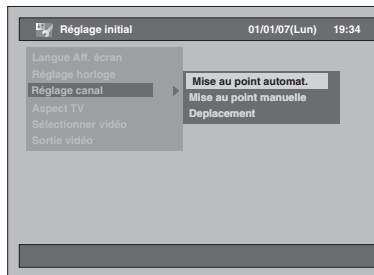 Réglage initial 01/01/07(Lun) 19:34
Langue Aff. écran
Réglage horloge
Réglage canal
Aspect TV
Sélectionner vidéo
Sortie vidéo
Mise au point automat.
Mise au point manuelle
Deplacement